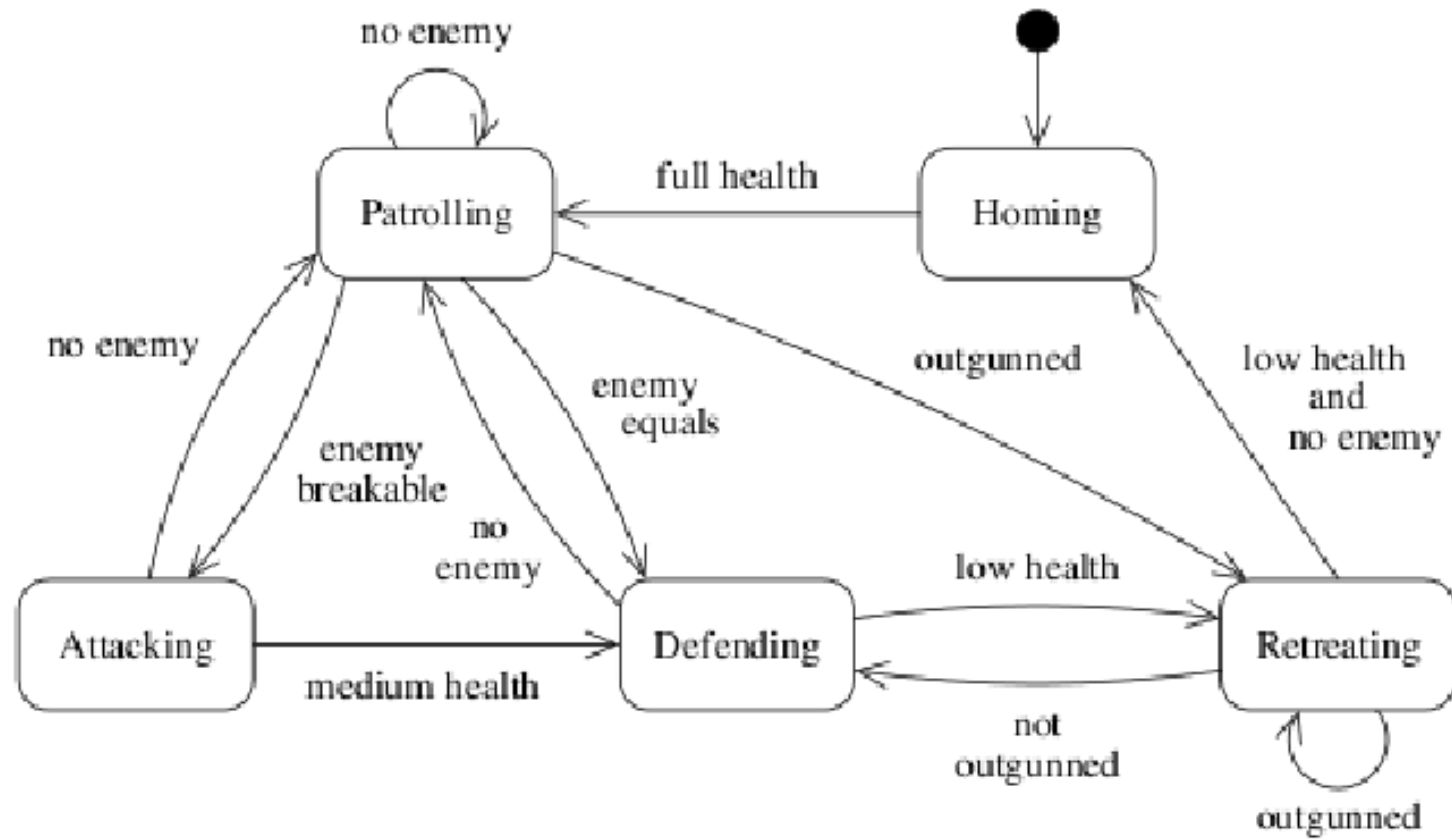 no enemy
full health
Patrolling
Homing
no enemy
outgunned
low health
and
no enemy
enemy
equals
enemy
breakable
no
enemy
low health
Attacking
Defending
Retreating
medium health
not
outgunned
outgunned